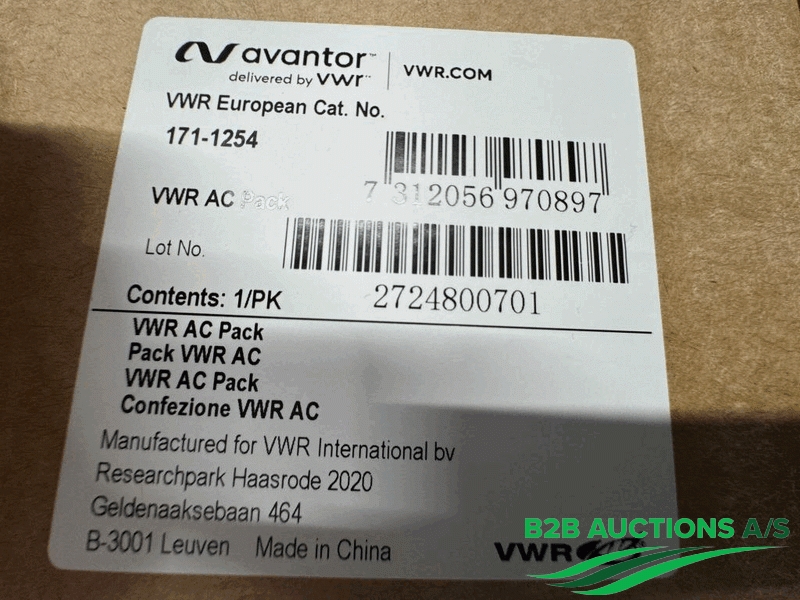 avantor™
delivered by vwr™
VWR.COM
VWR European Cat. No.
171-1254
7 312056 970897
VWR AC Pack
Lot No.
2724800701
Contents: 1/PK
VWR AC Pack
Pack VWR AC
VWR AC Pack
Confezione VWR AC
Manufactured for VWR International bv
Researchpark Haasrode 2020
Geldenaaksebaan 464
B-3001 Leuven Made in China
VWR
B2B AUCTIONS A/S